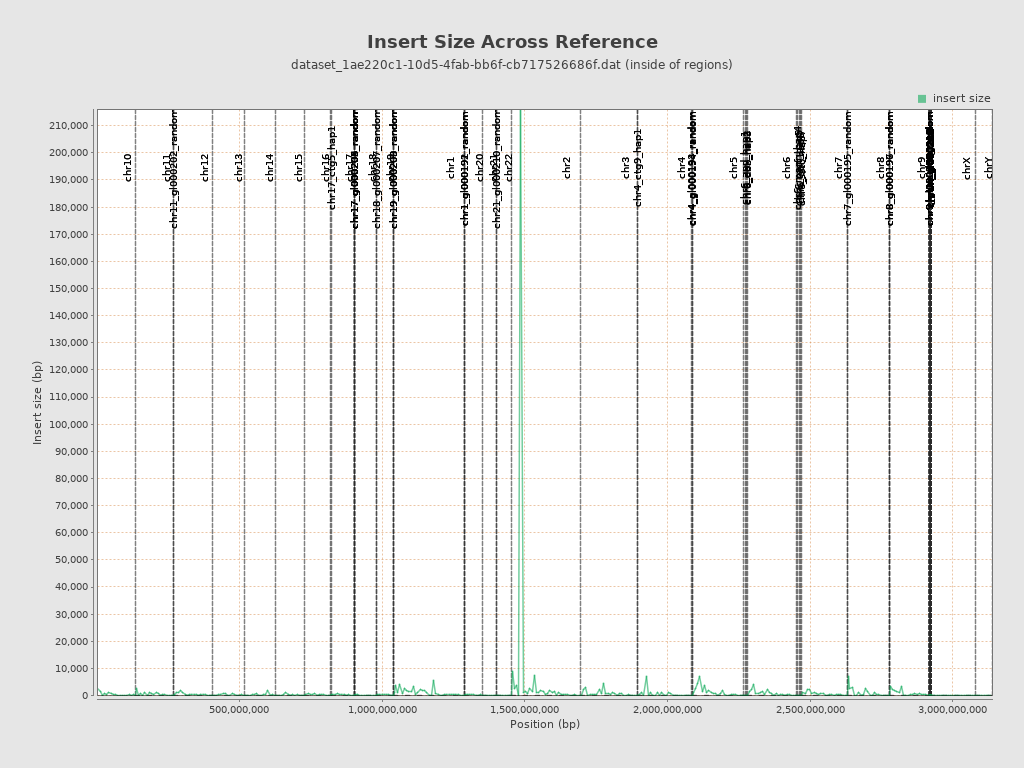 Insert Size Across Reference
dataset_1ae220c1-10d5-4fab-bb6f-cb717526686f.dat (inside of regions)
insert size
210,000
200,000
190,000
180,000
170,000
160,000
150,000
140,000
130,000
120,000
110,000
100,000
90,000
80,000
70,000
60,000
50,000
40,000
30,000
20,000
10,000
0
Insert size (bp)
chr10
chr11
chr11_gl000202_random
chr12
chr13
chr14
chr15
chr16
chr17_ctg5_hap1
chr17
chr19
chr1
chr20
chr21_gl000210_random
chr22
chr2
chr3
chr4_ctg9_hap1
chr4
chr5
chr6
chr7
chr7_gl000195_random
chr8
chr9
chrX
chrY
500,000,000
1,000,000,000
1,500,000,000
2,000,000,000
2,500,000,000
3,000,000,000
Position (bp)